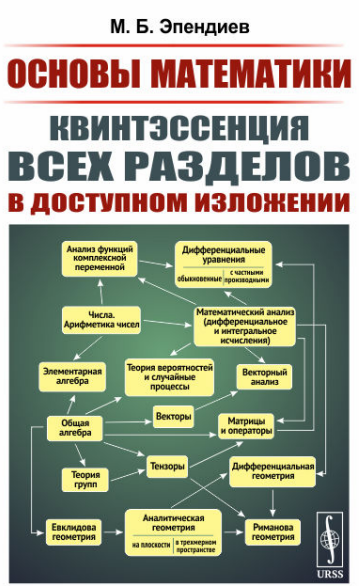 М. Б. Эпендиев
ОСНОВЫ МАТЕМАТИКИ
КВИНТЭССЕНЦИЯ
ВСЕХ РАЗДЕЛОВ
В ДОСТУПНОМ ИЗЛОЖЕНИИ
Анализ функций
комплексной
переменной
Дифференциальные
уравнения
обыкновенные
с частными
производными
Числа.
Арифметика чисел
Математический анализ
(дифференциальное
и интегральное
исчисления)
Элементарная
алгебра
Теория вероятностей
и случайные
процессы
Векторный
анализ
Общая
алгебра
Векторы
Матрицы
и операторы
Теория
групп
Тензоры
Дифференциальная
геометрия
Евклидова
геометрия
Аналитическая
геометрия
на плоскости
в трехмерном
пространстве
Риманова
геометрия
URSS